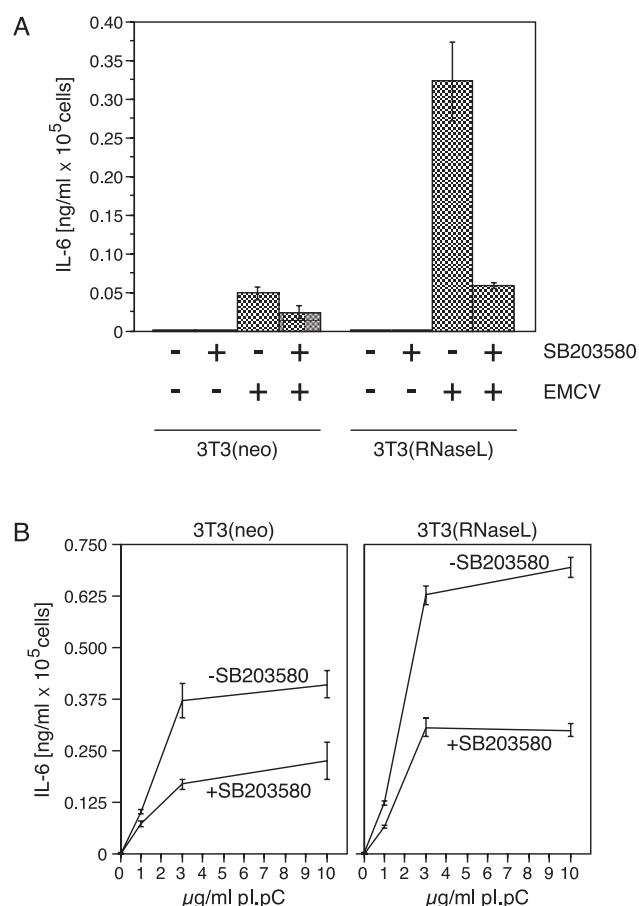 A
IL-6 [ng/ml x 10⁵cells]
0.40
0.35
0.30
0.25
0.20
0.15
0.10
0.05
0
- + - + - + - + SB203580
- - + + - - + + EMCV
3T3(neo) 3T3(RNaseL)
B
3T3(neo) 3T3(RNaseL)
IL-6 [ng/ml x 10⁵cells]
0.750
0.625
0.500
0.375
0.250
0.125
0
-SB203580
+SB203580
-SB203580
+SB203580
0 1 2 3 4 5 6 7 8 9 10 0 1 2 3 4 5 6 7 8 9 10
µg/ml pI.pC µg/ml pI.pC